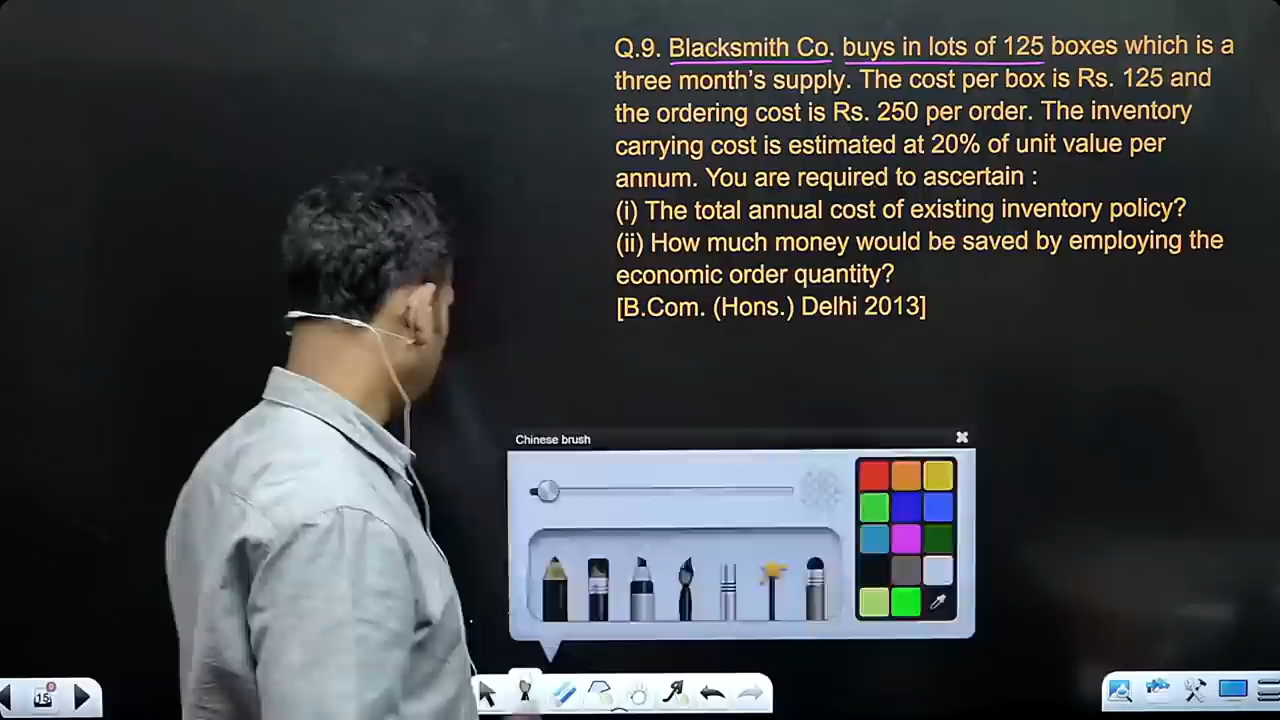 Q.9. Blacksmith Co. buys in lots of 125 boxes which is a
three month's supply. The cost per box is Rs. 125 and
the ordering cost is Rs. 250 per order. The inventory
carrying cost is estimated at 20% of unit value per
annum. You are required to ascertain :
(i) The total annual cost of existing inventory policy?
(ii) How much money would be saved by employing the
economic order quantity?
[B.Com. (Hons.) Delhi 2013]
Chinese brush
15